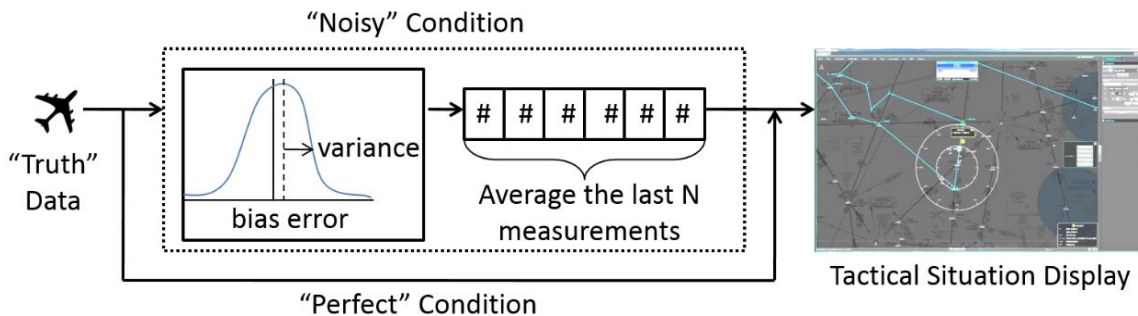 “Noisy” Condition
variance
bias error
# # # # # #
Average the last N
measurements
“Truth”
Data
“Perfect” Condition
Tactical Situation Display